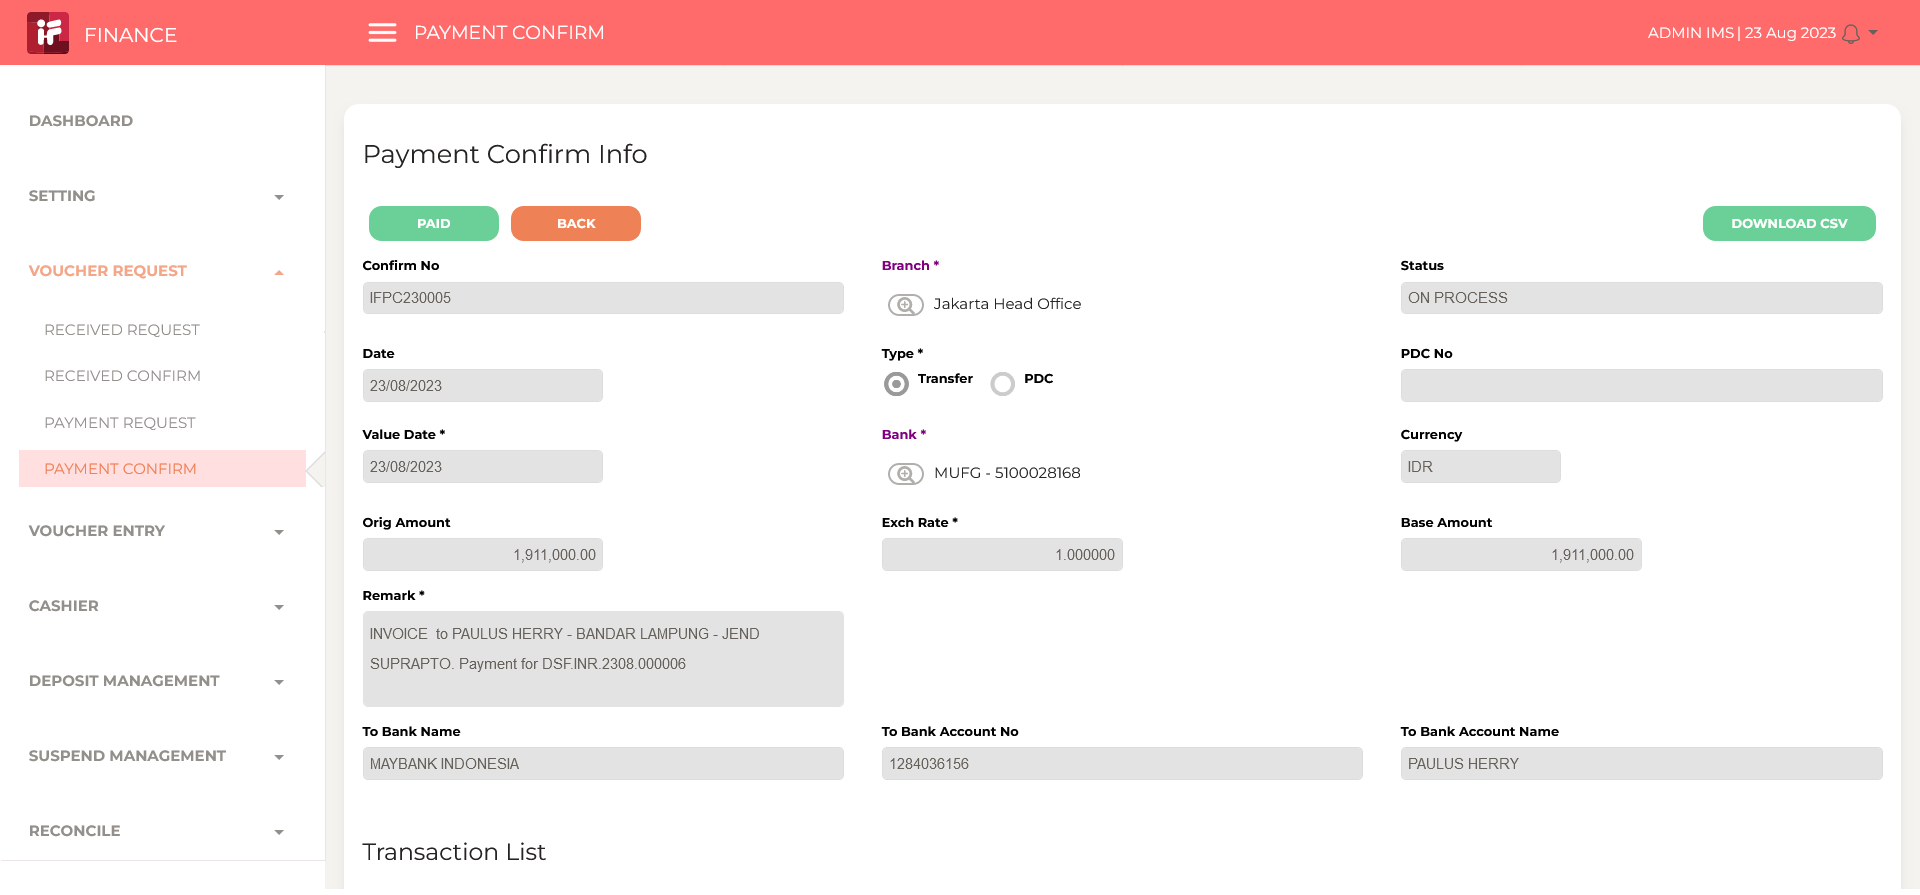 iF FINANCE
PAYMENT CONFIRM
ADMIN IMS | 23 Aug 2023
DASHBOARD
SETTING
VOUCHER REQUEST
RECEIVED REQUEST
RECEIVED CONFIRM
PAYMENT REQUEST
PAYMENT CONFIRM
VOUCHER ENTRY
CASHIER
DEPOSIT MANAGEMENT
SUSPEND MANAGEMENT
RECONCILE
Payment Confirm Info
PAID BACK DOWNLOAD CSV
Confirm No Branch * Status
IFPC230005 Jakarta Head Office ON PROCESS
Date Type * PDC No
23/08/2023 Transfer PDC
Value Date * Bank * Currency
23/08/2023 MUFG - 5100028168 IDR
Orig Amount Exch Rate * Base Amount
1,911,000.00 1.000000 1,911,000.00
Remark *
INVOICE  to PAULUS HERRY - BANDAR LAMPUNG - JEND
SUPRAPTO. Payment for DSF.INR.2308.000006
To Bank Name To Bank Account No To Bank Account Name
MAYBANK INDONESIA 1284036156 PAULUS HERRY
Transaction List